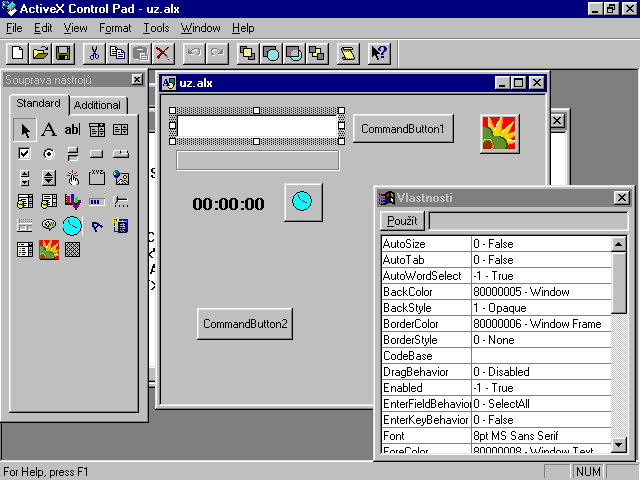 ActiveX Control Pad - uz.alx
File Edit View Format Tools Window Help
Souprava nástrojů
Standard Additional
A ab|
XYZ
uz.alx
CommandButton1
00:00:00
CommandButton2
Vlastnosti
Použít
AutoSize 0 - False
AutoTab 0 - False
AutoWordSelect -1 - True
BackColor 80000005 - Window
BackStyle 1 - Opaque
BorderColor 80000006 - Window Frame
BorderStyle 0 - None
CodeBase
DragBehavior 0 - Disabled
Enabled -1 - True
EnterFieldBehavior 0 - SelectAll
EnterKeyBehavior 0 - False
Font 8pt MS Sans Serif
ForeColor 80000008 - Window Text
For Help, press F1
NUM